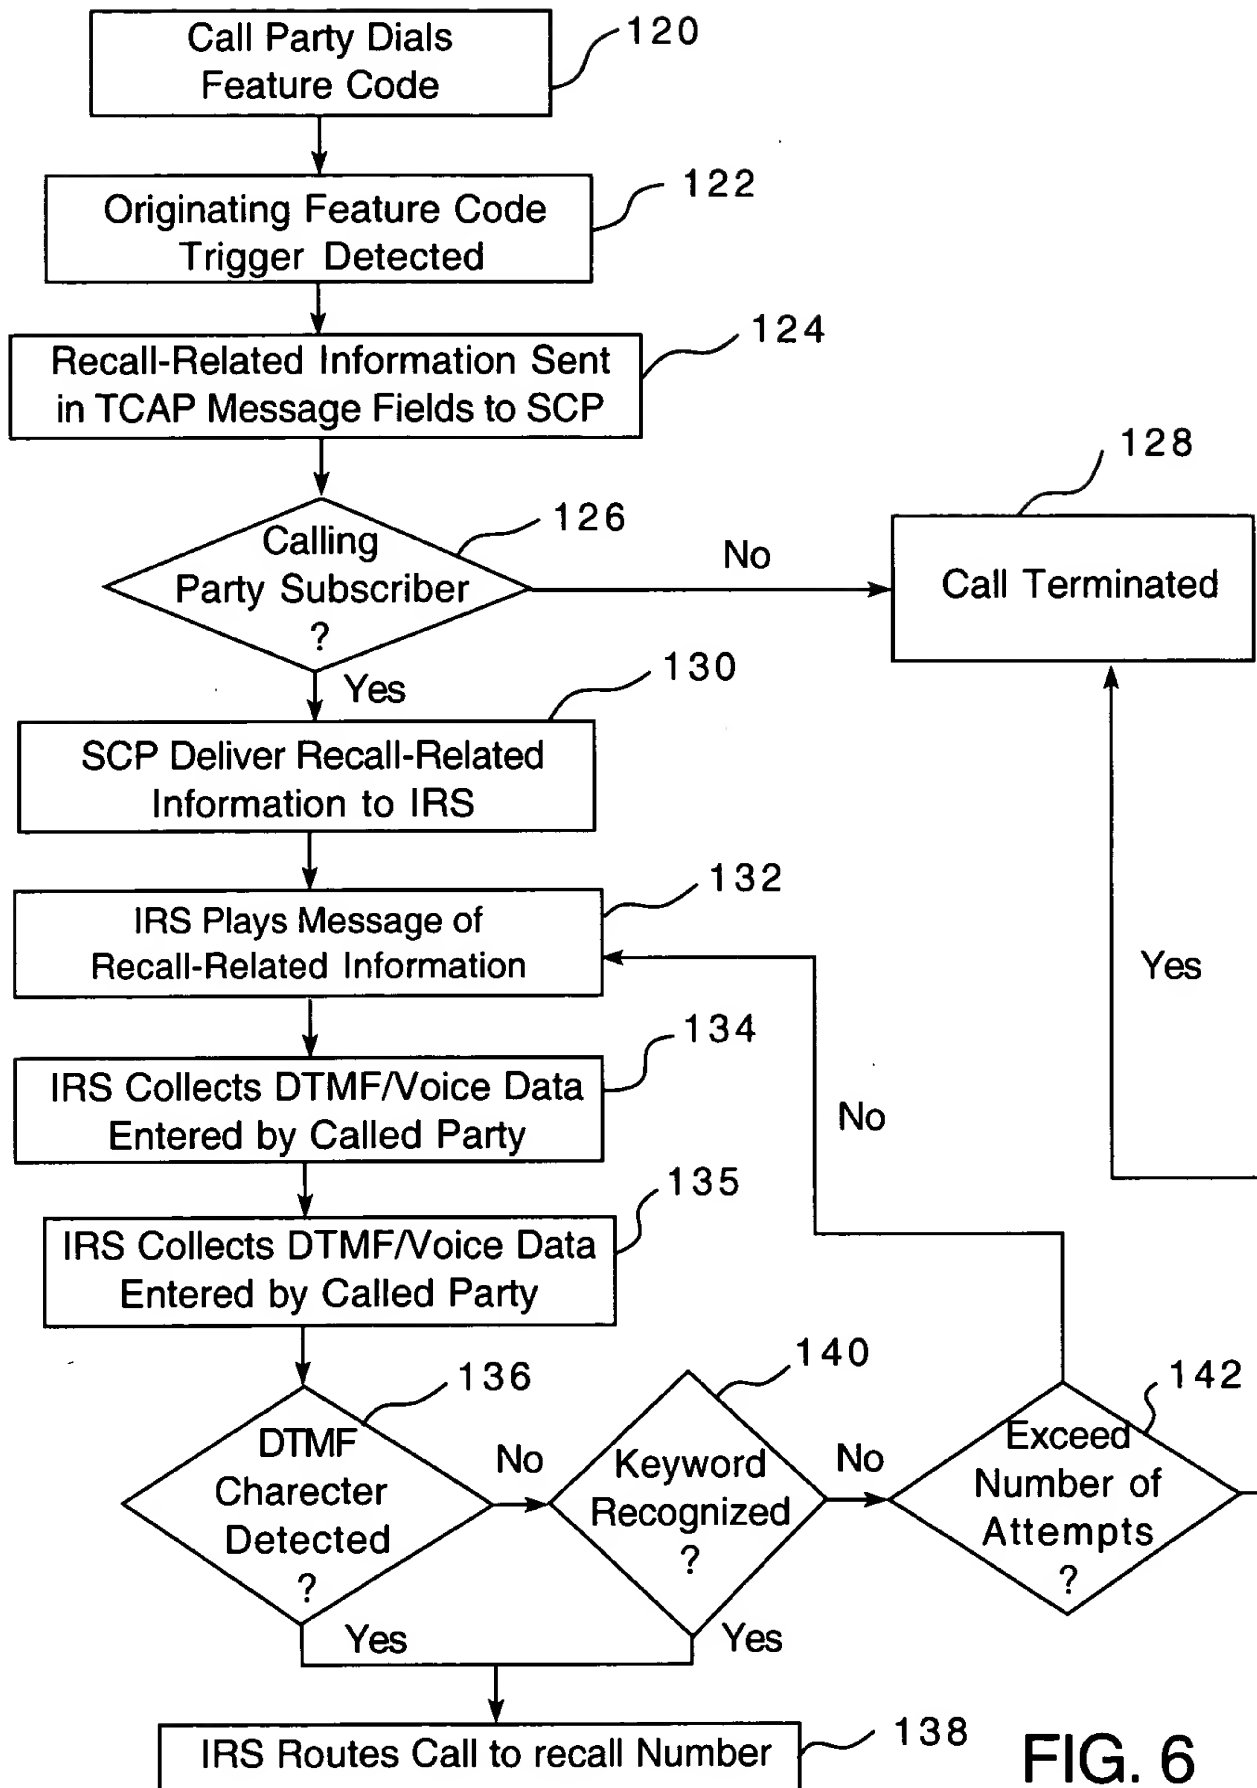 Call Party Dials
Feature Code
120
Originating Feature Code
Trigger Detected
122
Recall-Related Information Sent
in TCAP Message Fields to SCP
124
Calling
Party Subscriber
?
126
No
Call Terminated
128
Yes
SCP Deliver Recall-Related
Information to IRS
130
IRS Plays Message of
Recall-Related Information
132
Yes
IRS Collects DTMF/Voice Data
Entered by Called Party
134
No
IRS Collects DTMF/Voice Data
Entered by Called Party
135
DTMF
Charecter
Detected
?
136
No
Keyword
Recognized
?
140
No
Exceed
Number of
Attempts
?
142
Yes
Yes
IRS Routes Call to recall Number
138
FIG. 6